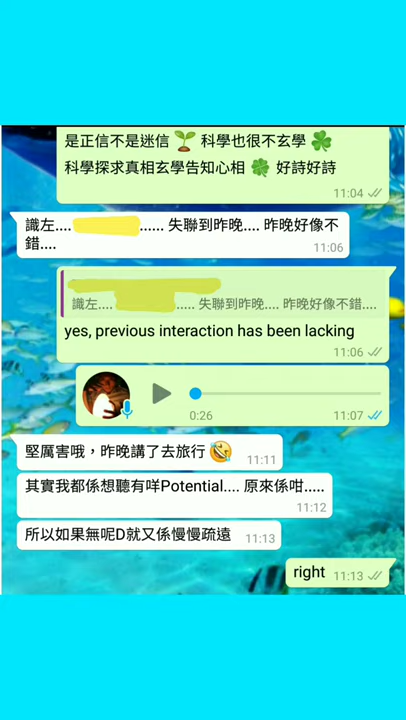 是正信不是迷信🌱 科學也很不玄學🍀
科學探求真相玄學告知心相🍀 好詩好詩
11:04
識左.... ...... 失聯到昨晚.... 昨晚好像不
錯....
11:06
識左.... ..... 失聯到昨晚.... 昨晚好像不錯....
yes, previous interaction has been lacking
11:06
0:26
11:07
堅厲害哦，昨晚講了去旅行🤣
11:11
其實我都係想聽有咩Potential.... 原來係咁.....
11:12
所以如果無呢D就又係慢慢疏遠
11:13
right
11:13